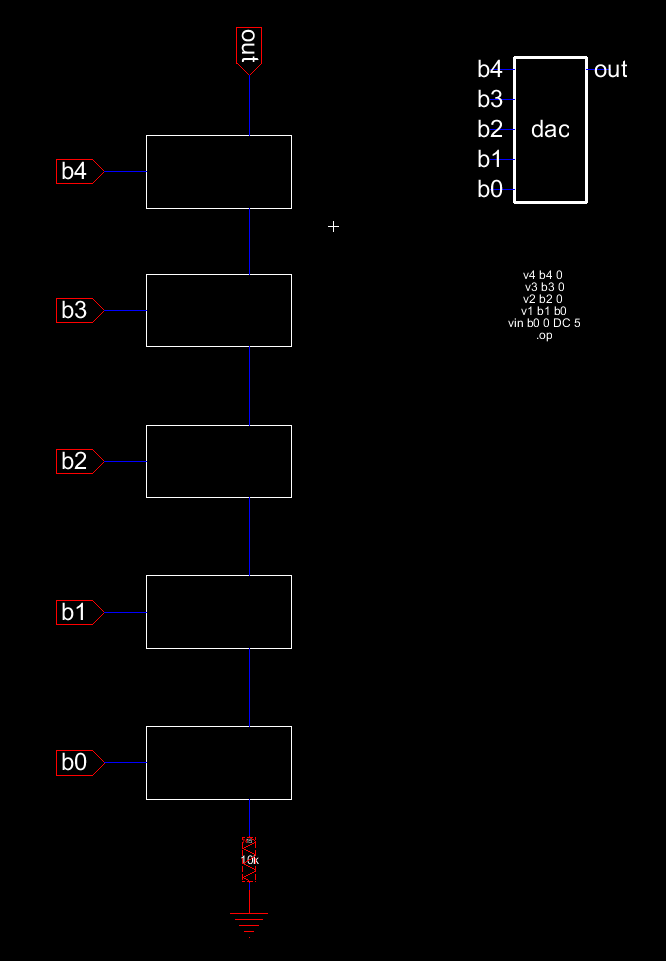 out
b4
b3
b2
b1
b0
10k
b4
b3
b2
b1
b0
dac
out
v4 b4 0
v3 b3 0
v2 b2 0
v1 b1 b0
vin b0 0 DC 5
.op